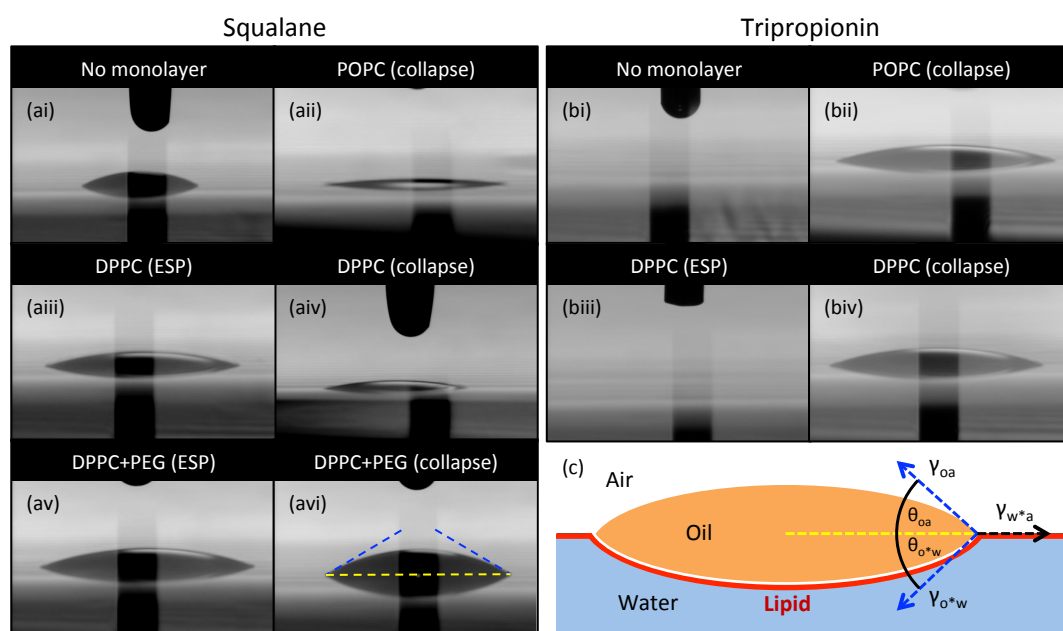 Squalane
Tripropionin
No monolayer
POPC (collapse)
No monolayer
POPC (collapse)
(ai)
(aii)
(bi)
(bii)
DPPC (ESP)
DPPC (collapse)
DPPC (ESP)
DPPC (collapse)
(aiii)
(aiv)
(biii)
(biv)
DPPC+PEG (ESP)
DPPC+PEG (collapse)
(av)
(avi)
(c)
Air
γoa
γw*a
Oil
θoa
θo*w
Water
Lipid
γo*w